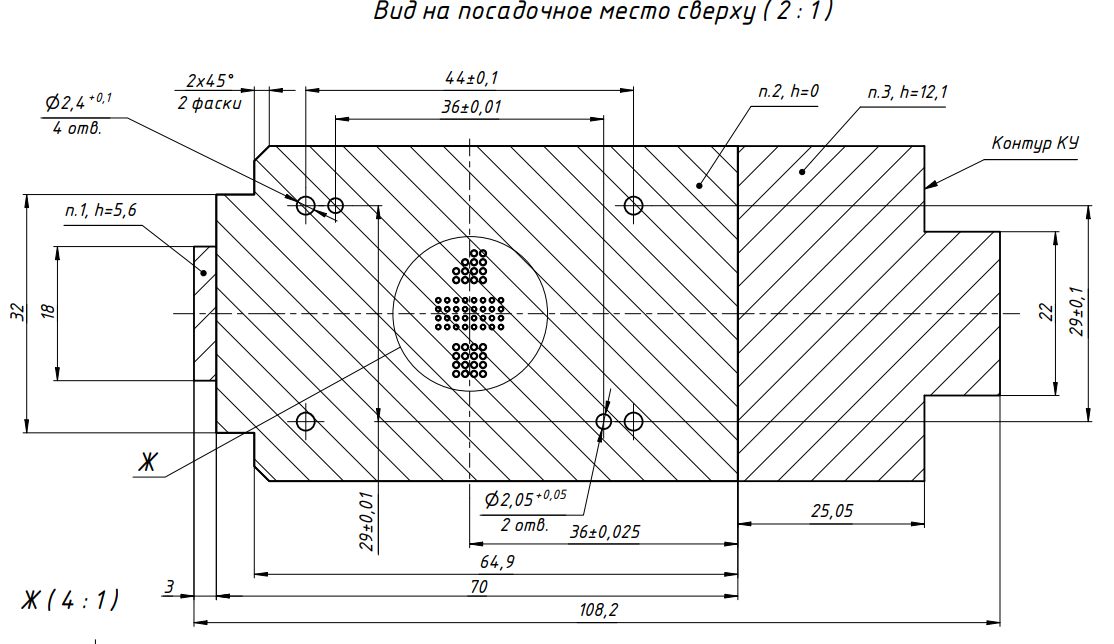 Вид на посадочное место сверху ( 2 : 1 )
2x45°
2 фаски
44±0,1
п.2, h=0
п.3, h=12,1
Ø2,4 +0,1
4 отв.
36±0,01
Контур КУ
п.1, h=5,6
32
18
22
29±0,1
Ж
29±0,01
Ø2,05 +0,05
2 отв.
36±0,025
25,05
64,9
3
70
Ж ( 4 : 1 )
108,2